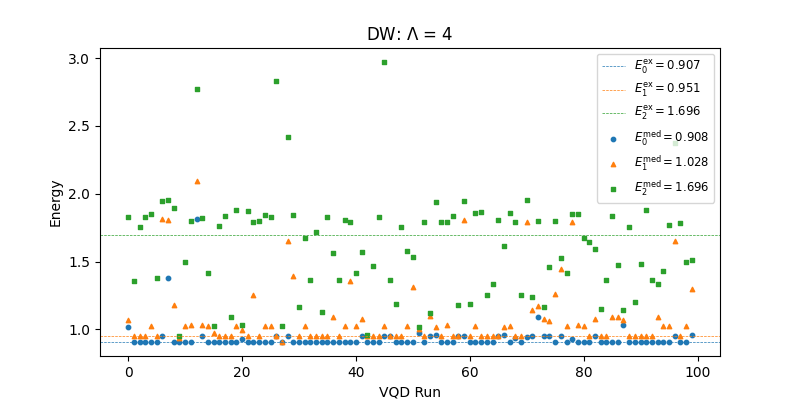 DW: Λ = 4
3.0
2.5
2.0
1.5
1.0
Energy
0
20
40
60
80
100
VQD Run
E₀ᵉˣ = 0.907
E₁ᵉˣ = 0.951
E₂ᵉˣ = 1.696
E₀ᵐᵉᵈ = 0.908
E₁ᵐᵉᵈ = 1.028
E₂ᵐᵉᵈ = 1.696